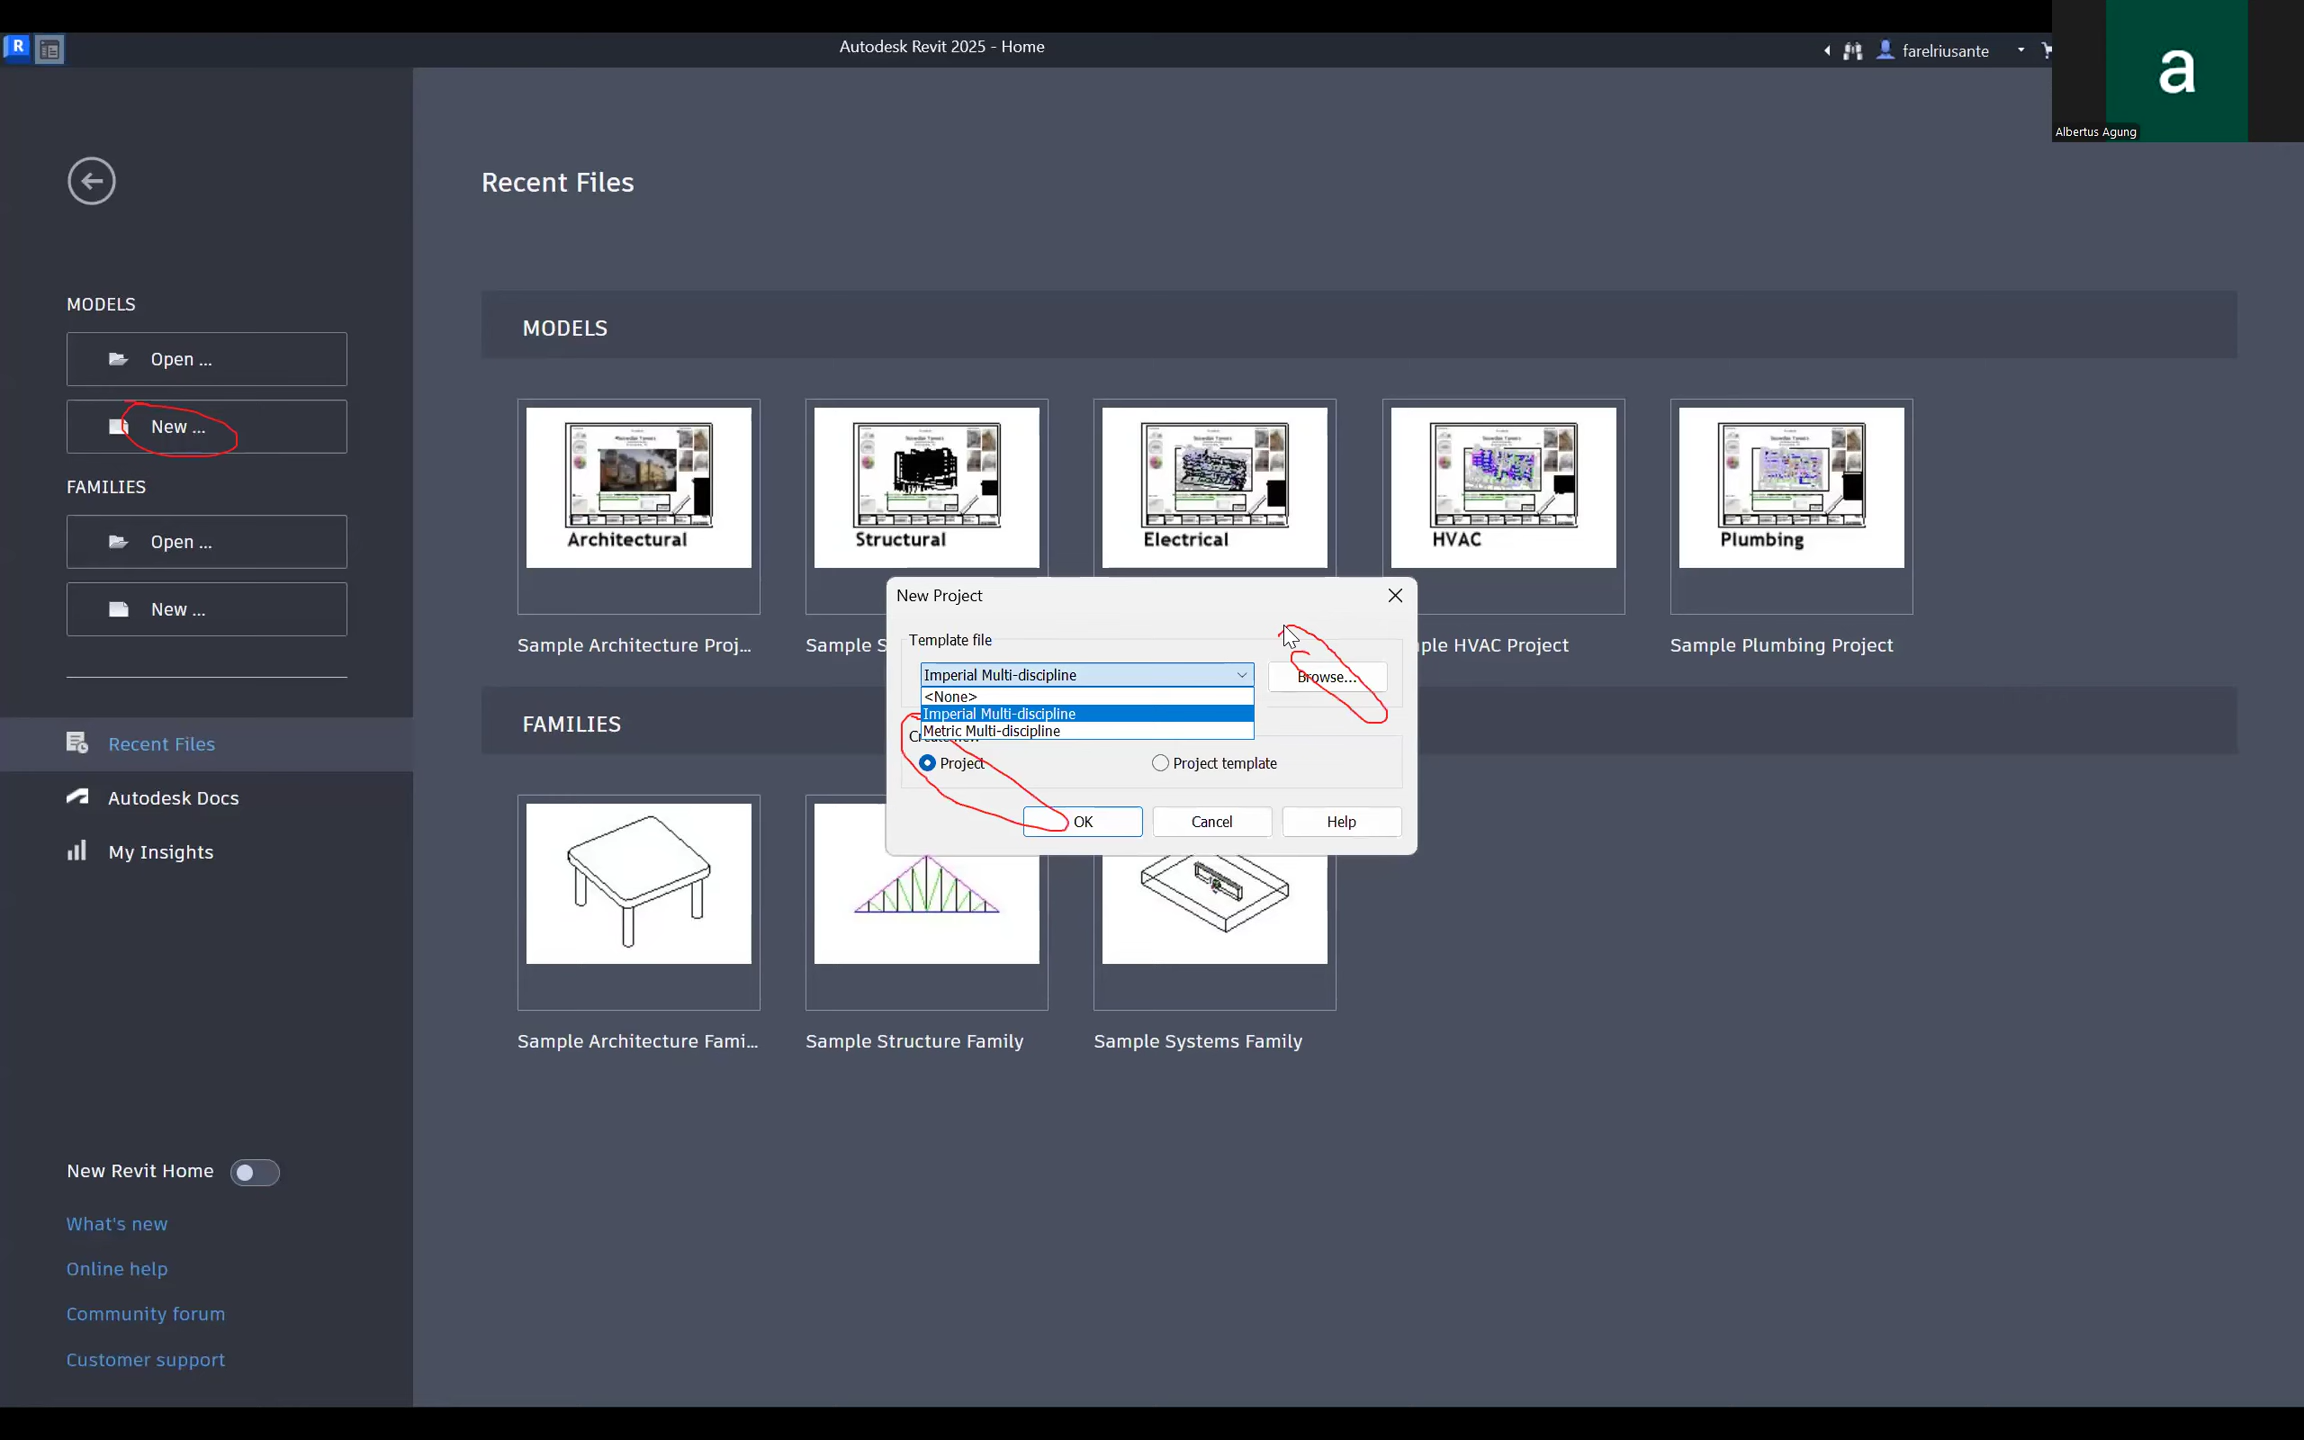 R
Autodesk Revit 2025 - Home
farelriusante
a
Albertus Agung
Recent Files
MODELS
Open ...
New ...
FAMILIES
Open ...
New ...
Recent Files
Autodesk Docs
My Insights
New Revit Home
What's new
Online help
Community forum
Customer support
MODELS
Architectural
Structural
Electrical
HVAC
Plumbing
Sample Architecture Proj...
Sample S
ple HVAC Project
Sample Plumbing Project
New Project
Template file
Imperial Multi-discipline
Browse...
<None>
Imperial Multi-discipline
Metric Multi-discipline
Project
Project template
OK
Cancel
Help
FAMILIES
Sample Architecture Fami...
Sample Structure Family
Sample Systems Family